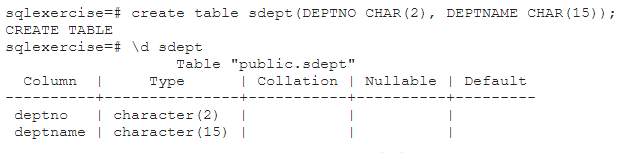 sqlexercise=# create table sdept(DEPTNO CHAR(2), DEPTNAME CHAR(15));
CREATE TABLE
sqlexercise=# \d sdept
                    Table "public.sdept"
  Column  |     Type      | Collation | Nullable | Default
----------+---------------+-----------+----------+---------
 deptno   | character(2)  |           |          |
 deptname | character(15) |           |          |